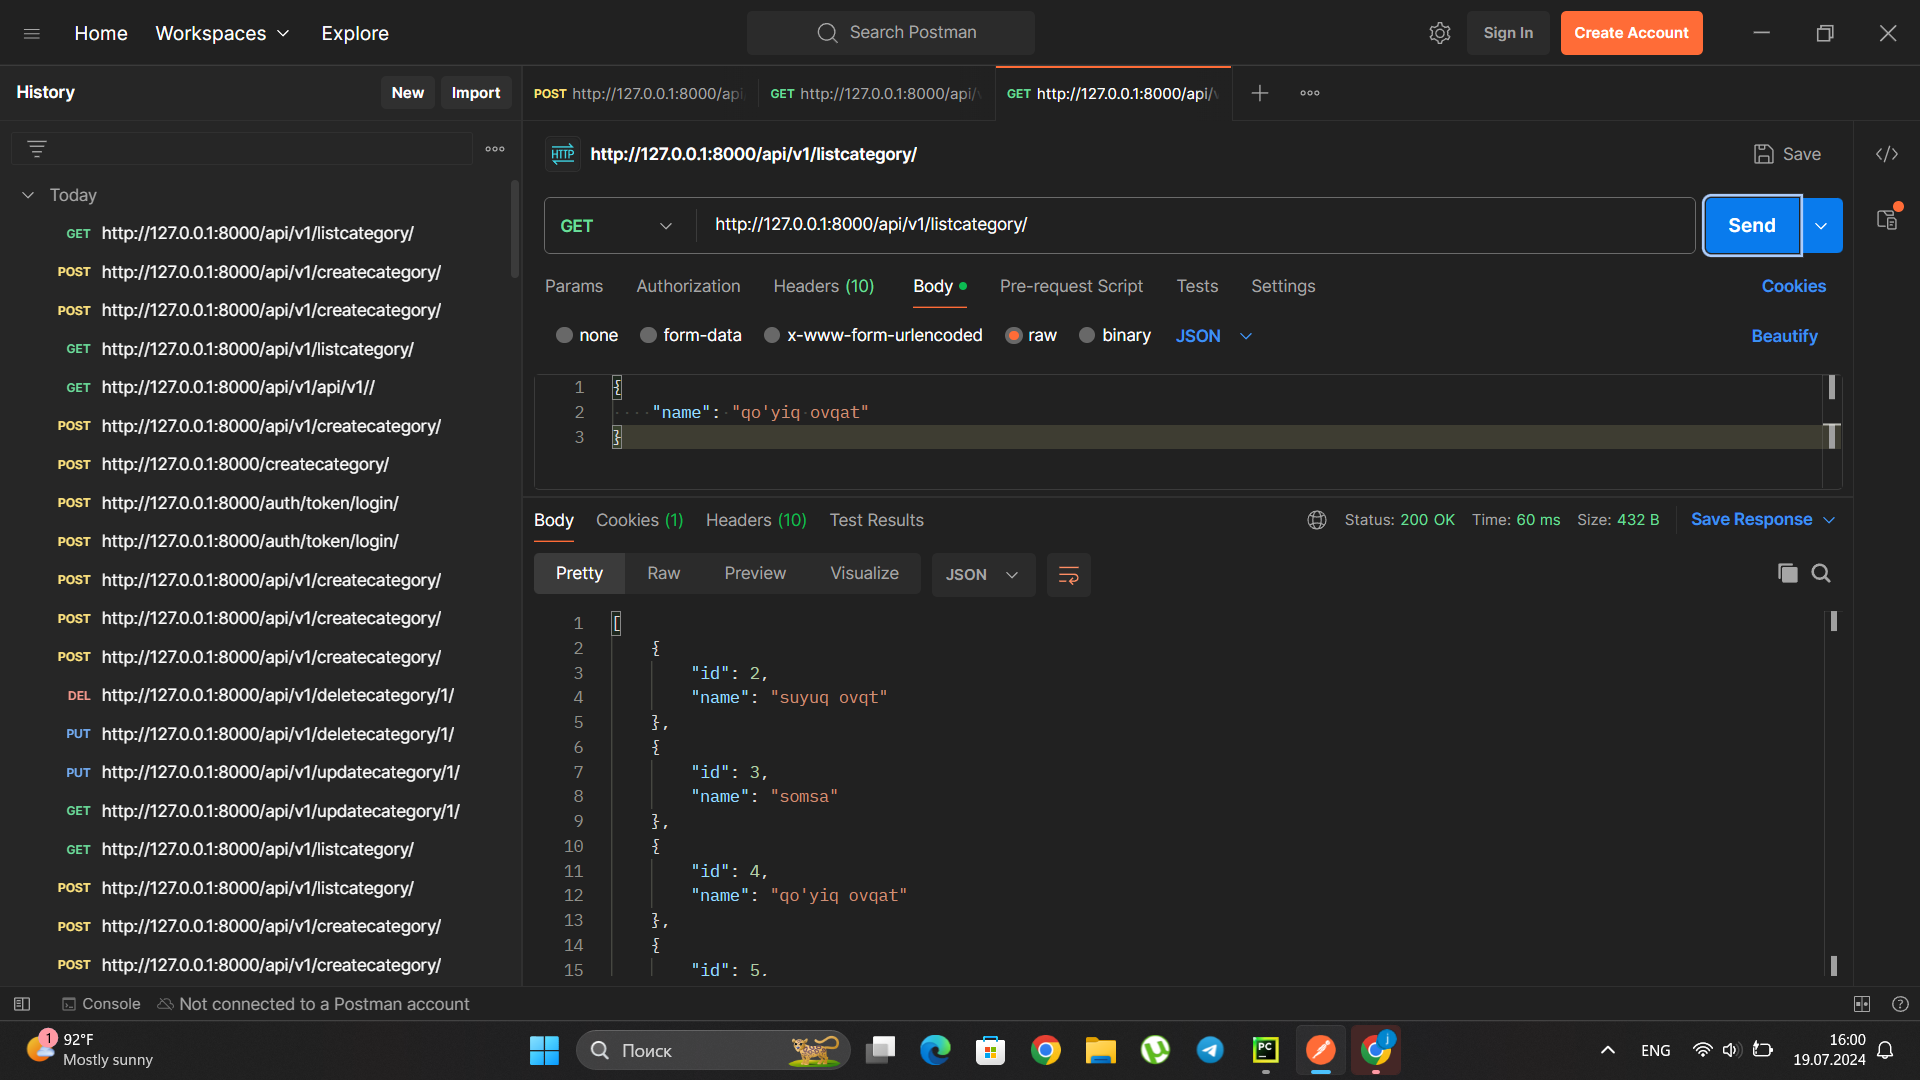 Home
Workspaces
Explore
Search Postman
Sign In
Create Account
History
New
Import
POST http://127.0.0.1:8000/api
GET http://127.0.0.1:8000/api/
GET http://127.0.0.1:8000/api/
HTTP
http://127.0.0.1:8000/api/v1/listcategory/
Save
Today
GET http://127.0.0.1:8000/api/v1/listcategory/
POST http://127.0.0.1:8000/api/v1/createcategory/
POST http://127.0.0.1:8000/api/v1/createcategory/
GET http://127.0.0.1:8000/api/v1/listcategory/
GET http://127.0.0.1:8000/api/v1/api/v1//
POST http://127.0.0.1:8000/api/v1/createcategory/
POST http://127.0.0.1:8000/createcategory/
POST http://127.0.0.1:8000/auth/token/login/
POST http://127.0.0.1:8000/auth/token/login/
POST http://127.0.0.1:8000/api/v1/createcategory/
POST http://127.0.0.1:8000/api/v1/createcategory/
POST http://127.0.0.1:8000/api/v1/createcategory/
DEL http://127.0.0.1:8000/api/v1/deletecategory/1/
PUT http://127.0.0.1:8000/api/v1/deletecategory/1/
PUT http://127.0.0.1:8000/api/v1/updatecategory/1/
GET http://127.0.0.1:8000/api/v1/updatecategory/1/
GET http://127.0.0.1:8000/api/v1/listcategory/
POST http://127.0.0.1:8000/api/v1/listcategory/
POST http://127.0.0.1:8000/api/v1/createcategory/
POST http://127.0.0.1:8000/api/v1/createcategory/
GET http://127.0.0.1:8000/api/v1/listcategory/
Send
Params Authorization Headers (10) Body Pre-request Script Tests Settings Cookies
none form-data x-www-form-urlencoded raw binary JSON Beautify
1 {
2 "name": "qo'yiq ovqat"
3 }
Body Cookies (1) Headers (10) Test Results
Status: 200 OK Time: 60 ms Size: 432 B Save Response
Pretty Raw Preview Visualize JSON
1 [
2 {
3 "id": 2,
4 "name": "suyuq ovqt"
5 },
6 {
7 "id": 3,
8 "name": "somsa"
9 },
10 {
11 "id": 4,
12 "name": "qo'yiq ovqat"
13 },
14 {
15 "id": 5,
Console
Not connected to a Postman account
1
92°F
Mostly sunny
Поиск
PC
j
ENG
16:00
19.07.2024